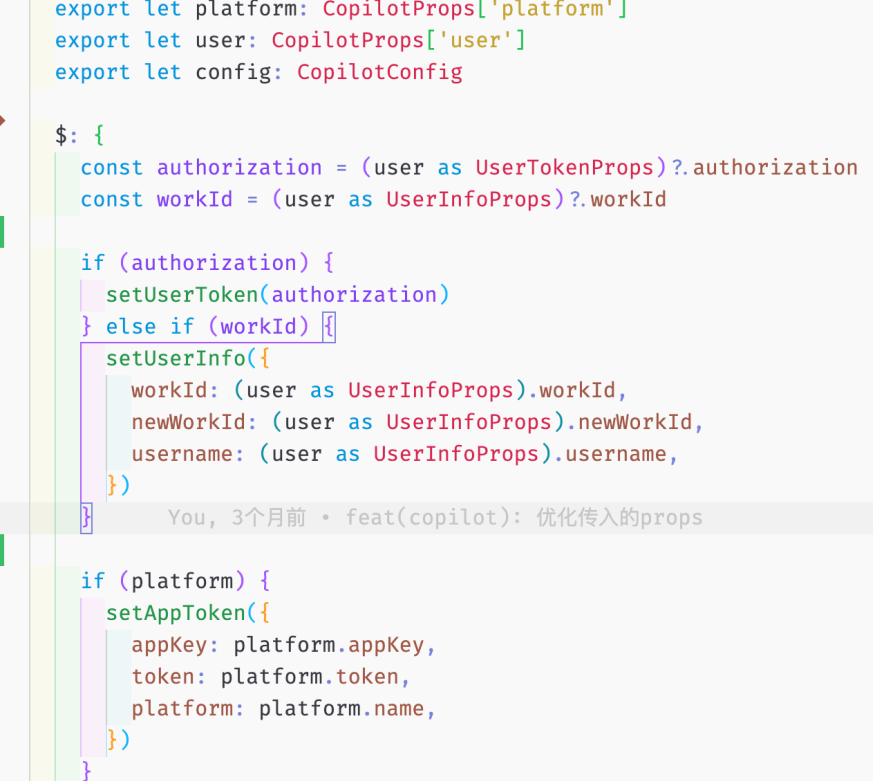 export let platform: CopilotProps['platform']
export let user: CopilotProps['user']
export let config: CopilotConfig
$: {
const authorization = (user as UserTokenProps)?.authorization
const workId = (user as UserInfoProps)?.workId
if (authorization) {
setUserToken(authorization)
} else if (workId) {
setUserInfo({
workId: (user as UserInfoProps).workId,
newWorkId: (user as UserInfoProps).newWorkId,
username: (user as UserInfoProps).username,
})
} You, 3个月前 • feat(copilot): 优化传入的props
if (platform) {
setAppToken({
appKey: platform.appKey,
token: platform.token,
platform: platform.name,
})
}